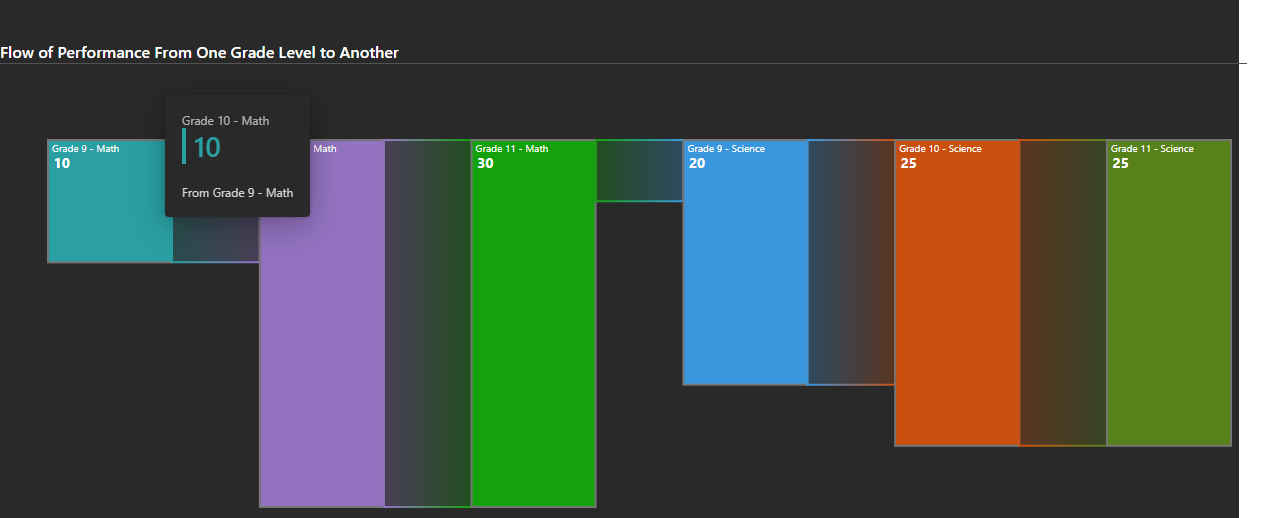 Flow of Performance From One Grade Level to Another
Grade 10 - Math
10
From Grade 9 - Math
Grade 9 - Math
10
Math
Grade 11 - Math
30
Grade 9 - Science
20
Grade 10 - Science
25
Grade 11 - Science
25